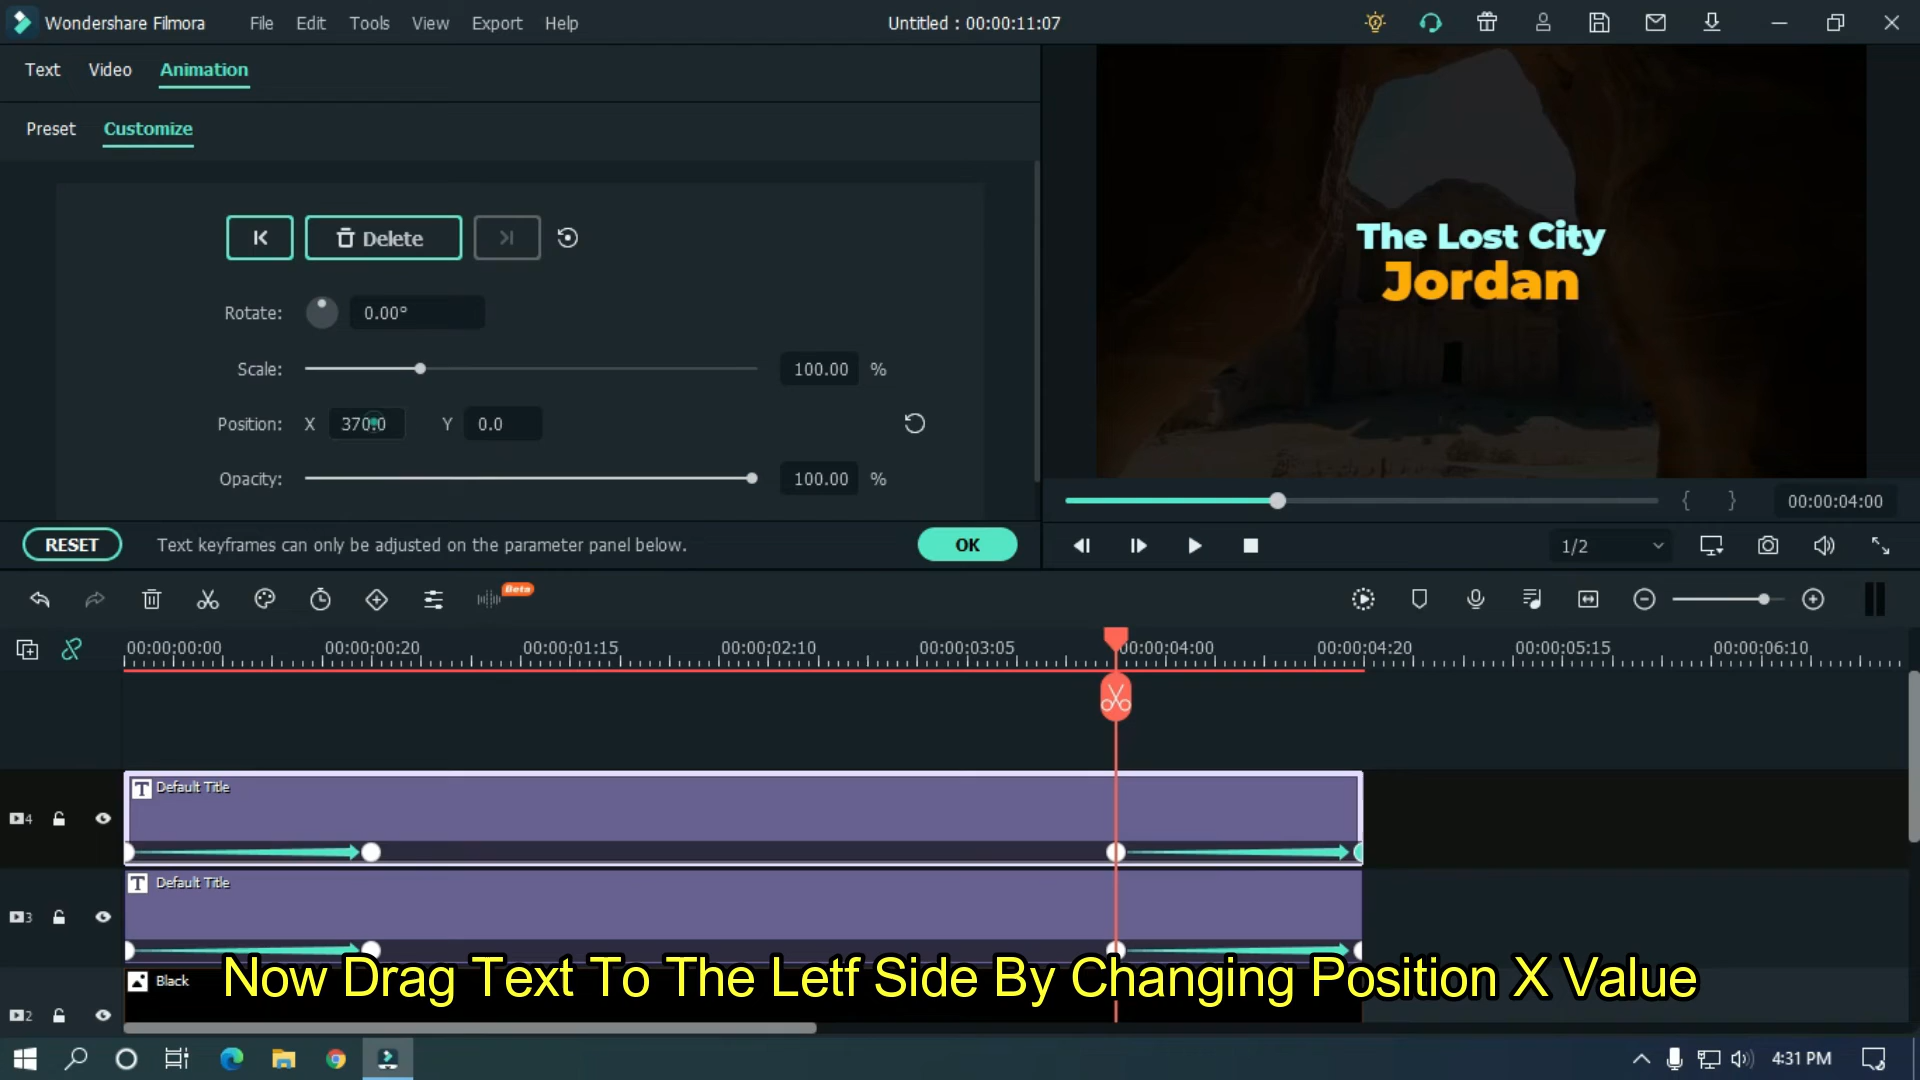 Wondershare Filmora File Edit Tools View Export Help Untitled : 00:00:11:07
Text Video Animation
Preset Customize
Delete
Rotate: 0.00°
Scale: 100.00 %
Position: X 370.0 Y 0.0
Opacity: 100.00 %
RESET Text keyframes can only be adjusted on the parameter panel below. OK
The Lost City
Jordan
{ } 00:00:04:00
1/2
Beta
00:00:00:00 00:00:00:20 00:00:01:15 00:00:02:10 00:00:03:05 00:00:04:00 00:00:04:20 00:00:05:15 00:00:06:10
T Default Title
4
T Default Title
3
Black
2
Now Drag Text To The Letf Side By Changing Position X Value
4:31 PM